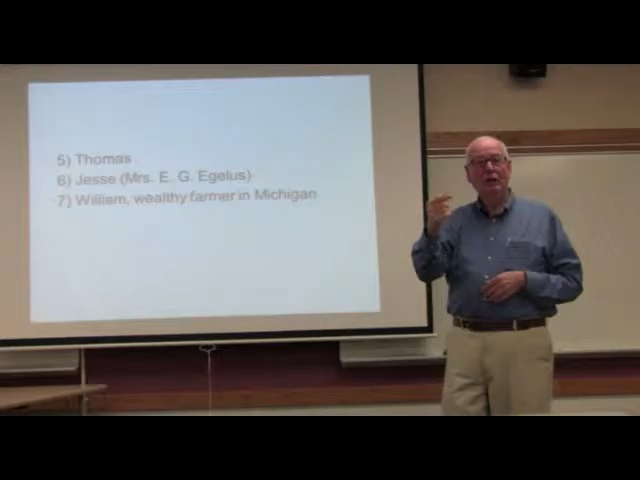 5) Thomas
6) Jesse (Mrs. E. G. Egelus)
7) William, wealthy farmer in Michigan